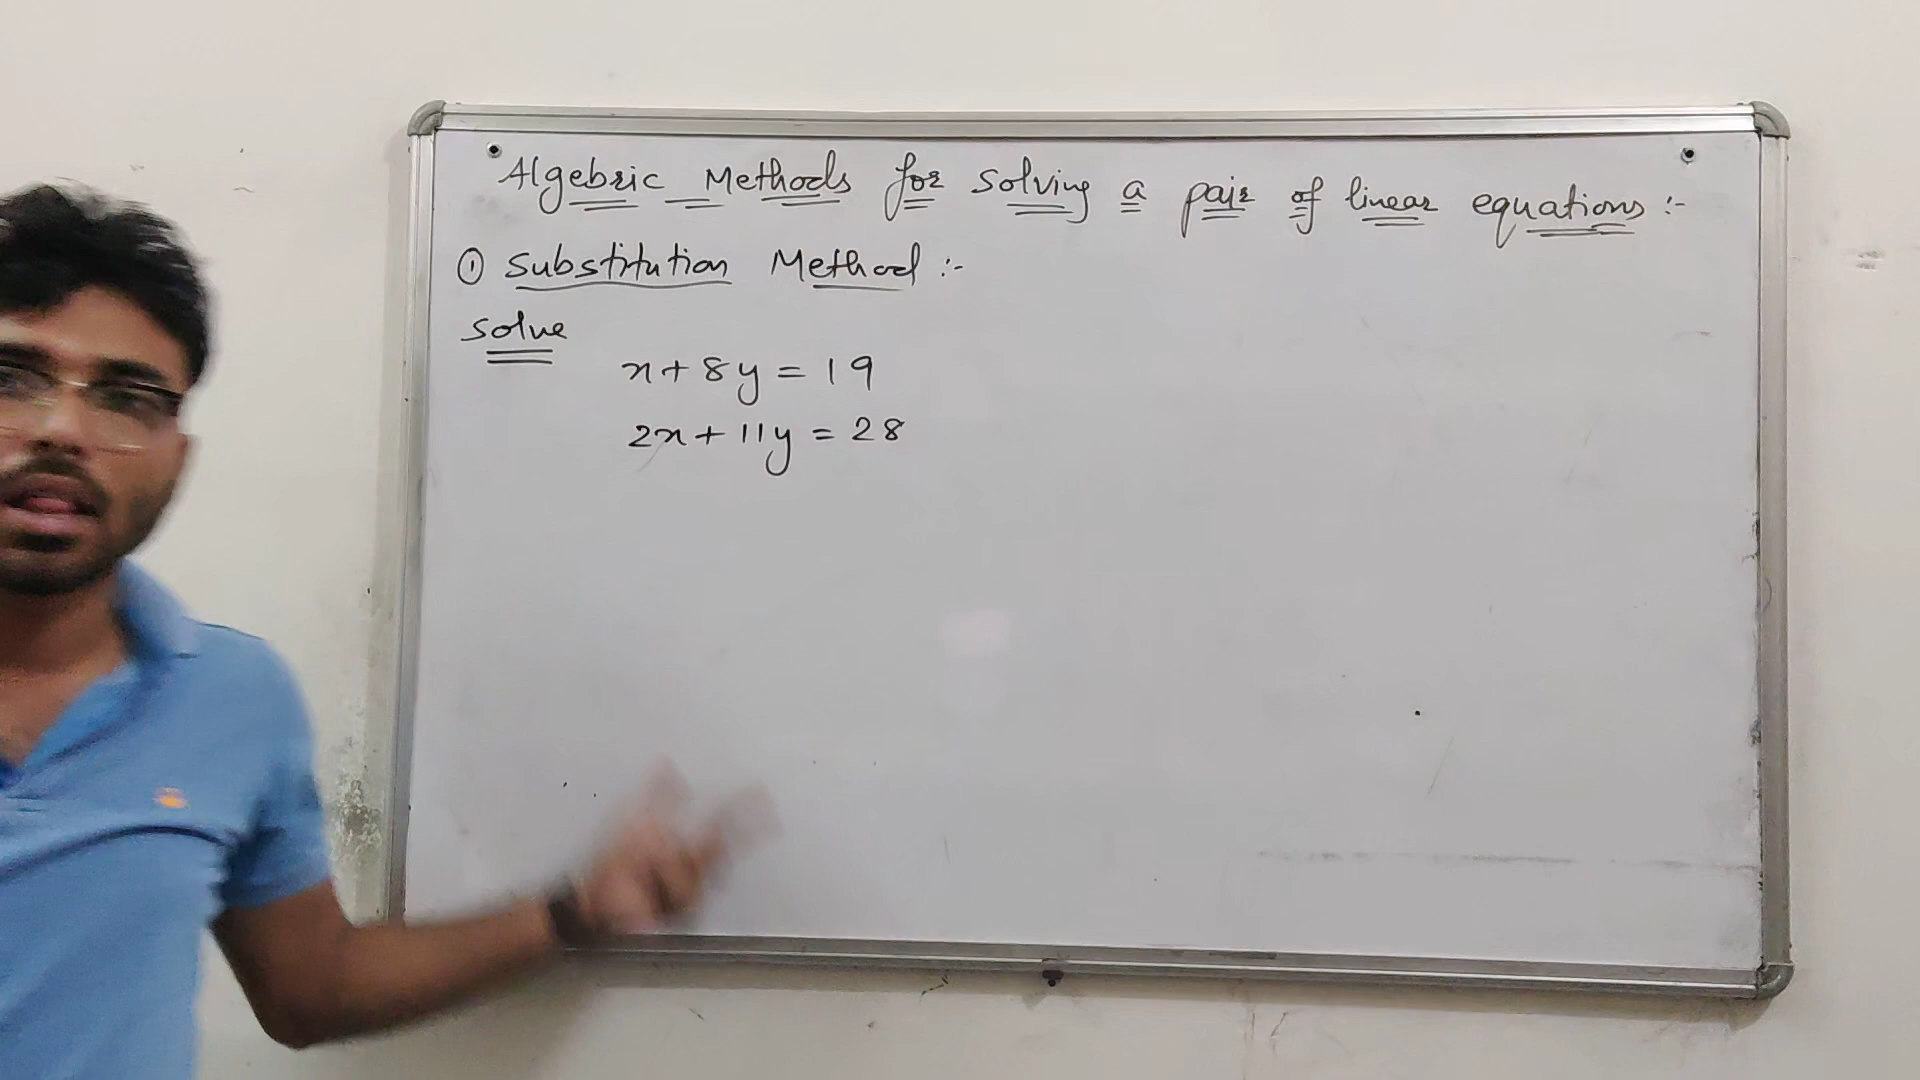 Algebric Methods for solving a pair of linear equations :-
① Substitution Method :-
Solve
x + 8y = 19
2x + 11y = 28